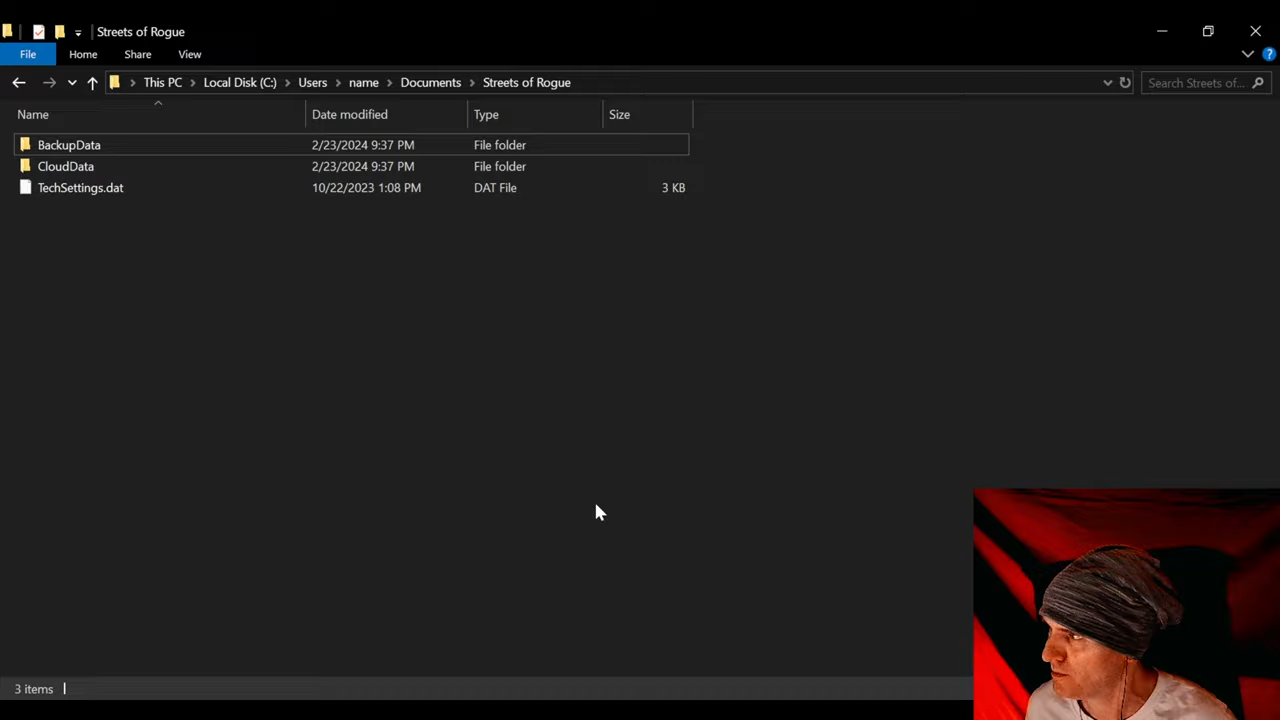 Streets of Rogue
File Home Share View
This PC Local Disk (C:) Users name Documents Streets of Rogue Search Streets of...
Name Date modified Type Size
BackupData 2/23/2024 9:37 PM File folder
CloudData 2/23/2024 9:37 PM File folder
TechSettings.dat 10/22/2023 1:08 PM DAT File 3 KB
3 items